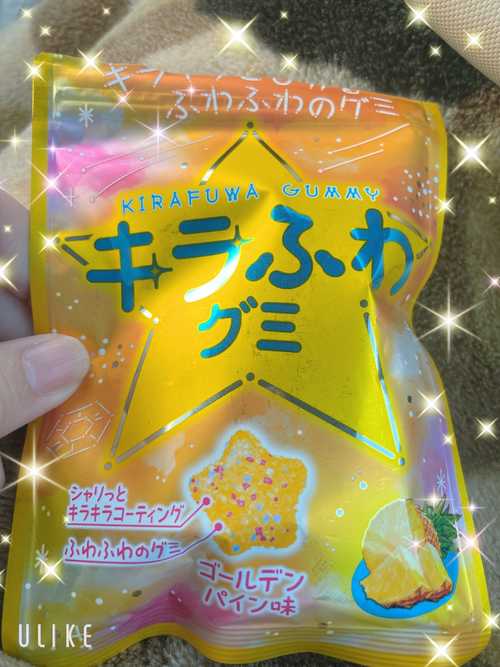 ふわふわのグミ
KIRAFUWA GUMMY
キラふわ
グミ
シャリっと
キラキラコーティング
ふわふわのグミ
ゴールデン
パイン味
ULIKE